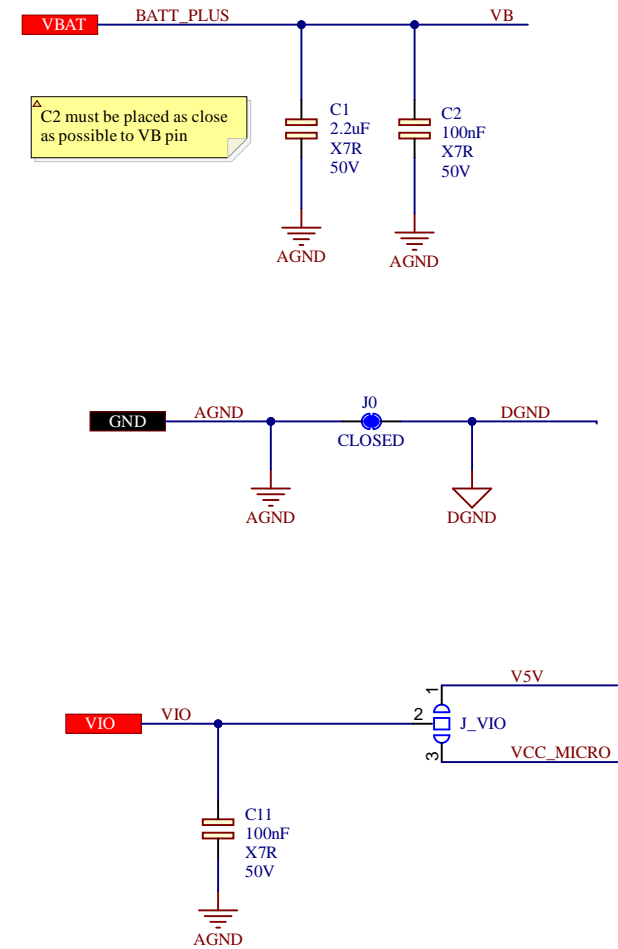 VBAT
BATT_PLUS
VB
C2 must be placed as close
as possible to VB pin
C1
2.2uF
X7R
50V
C2
100nF
X7R
50V
AGND
AGND
GND
AGND
J0
CLOSED
DGND
AGND
DGND
VIO
VIO
1
2
3
J_VIO
V5V
VCC_MICRO
C11
100nF
X7R
50V
AGND